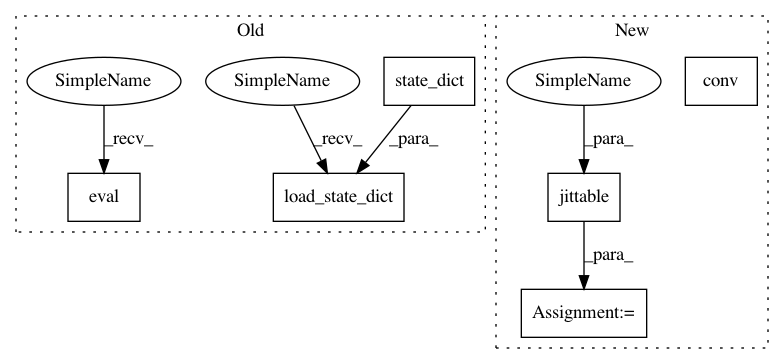 Old
New
SimpleName
SimpleName
state_dict
SimpleName
conv
_recv_
_recv_
_para_
_para_
eval
load_state_dict
jittable
_para_
Assignment:=